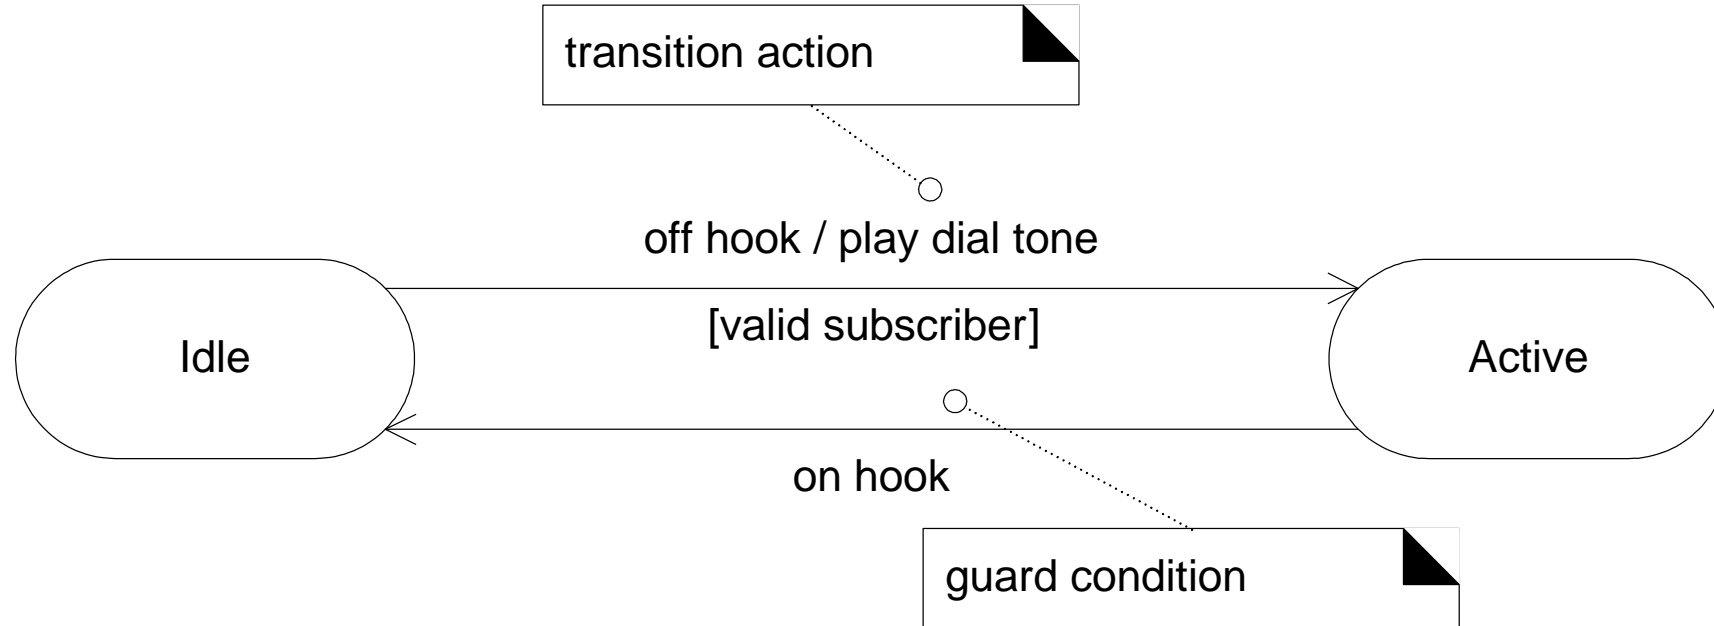 transition action
off hook / play dial tone
[valid subscriber]
Idle
Active
on hook
guard condition